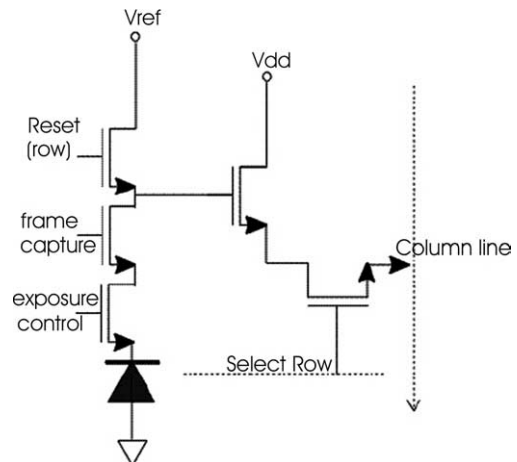 Vref
Vdd
Reset
(row)
frame
capture
Column line
exposure
control
Select Row